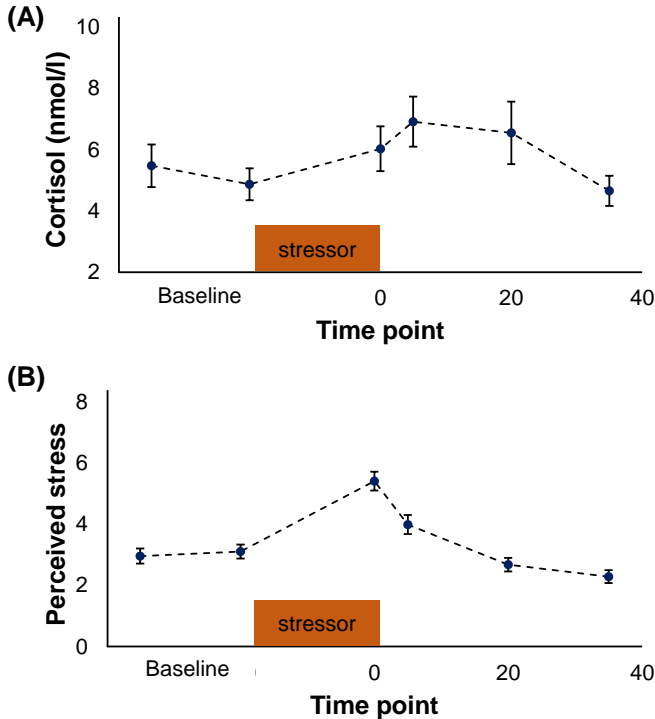 (A)
Cortisol (nmol/l)
10
8
6
4
2
stressor
Baseline
0
20
40
Time point
(B)
Perceived stress
8
6
4
2
0
stressor
Baseline
0
20
40
Time point